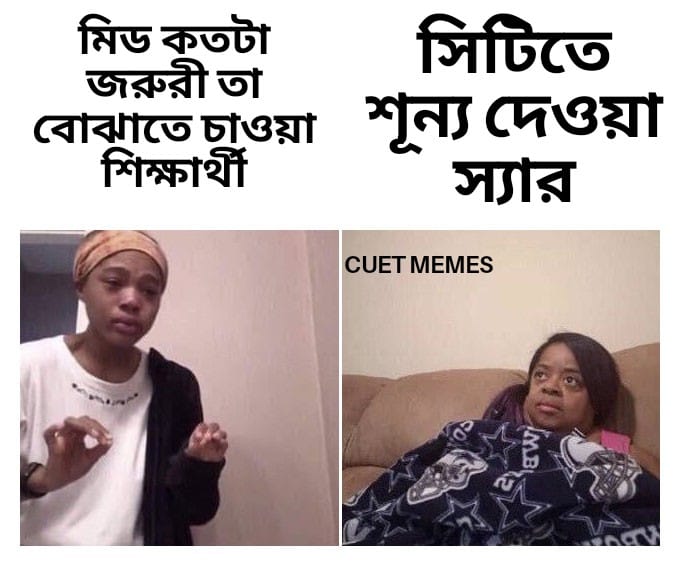 মিড কতটা
জরুরী তা
বোঝাতে চাওয়া
শিক্ষার্থী
সিটিতে
শূন্য দেওয়া
স্যার
CUET MEMES